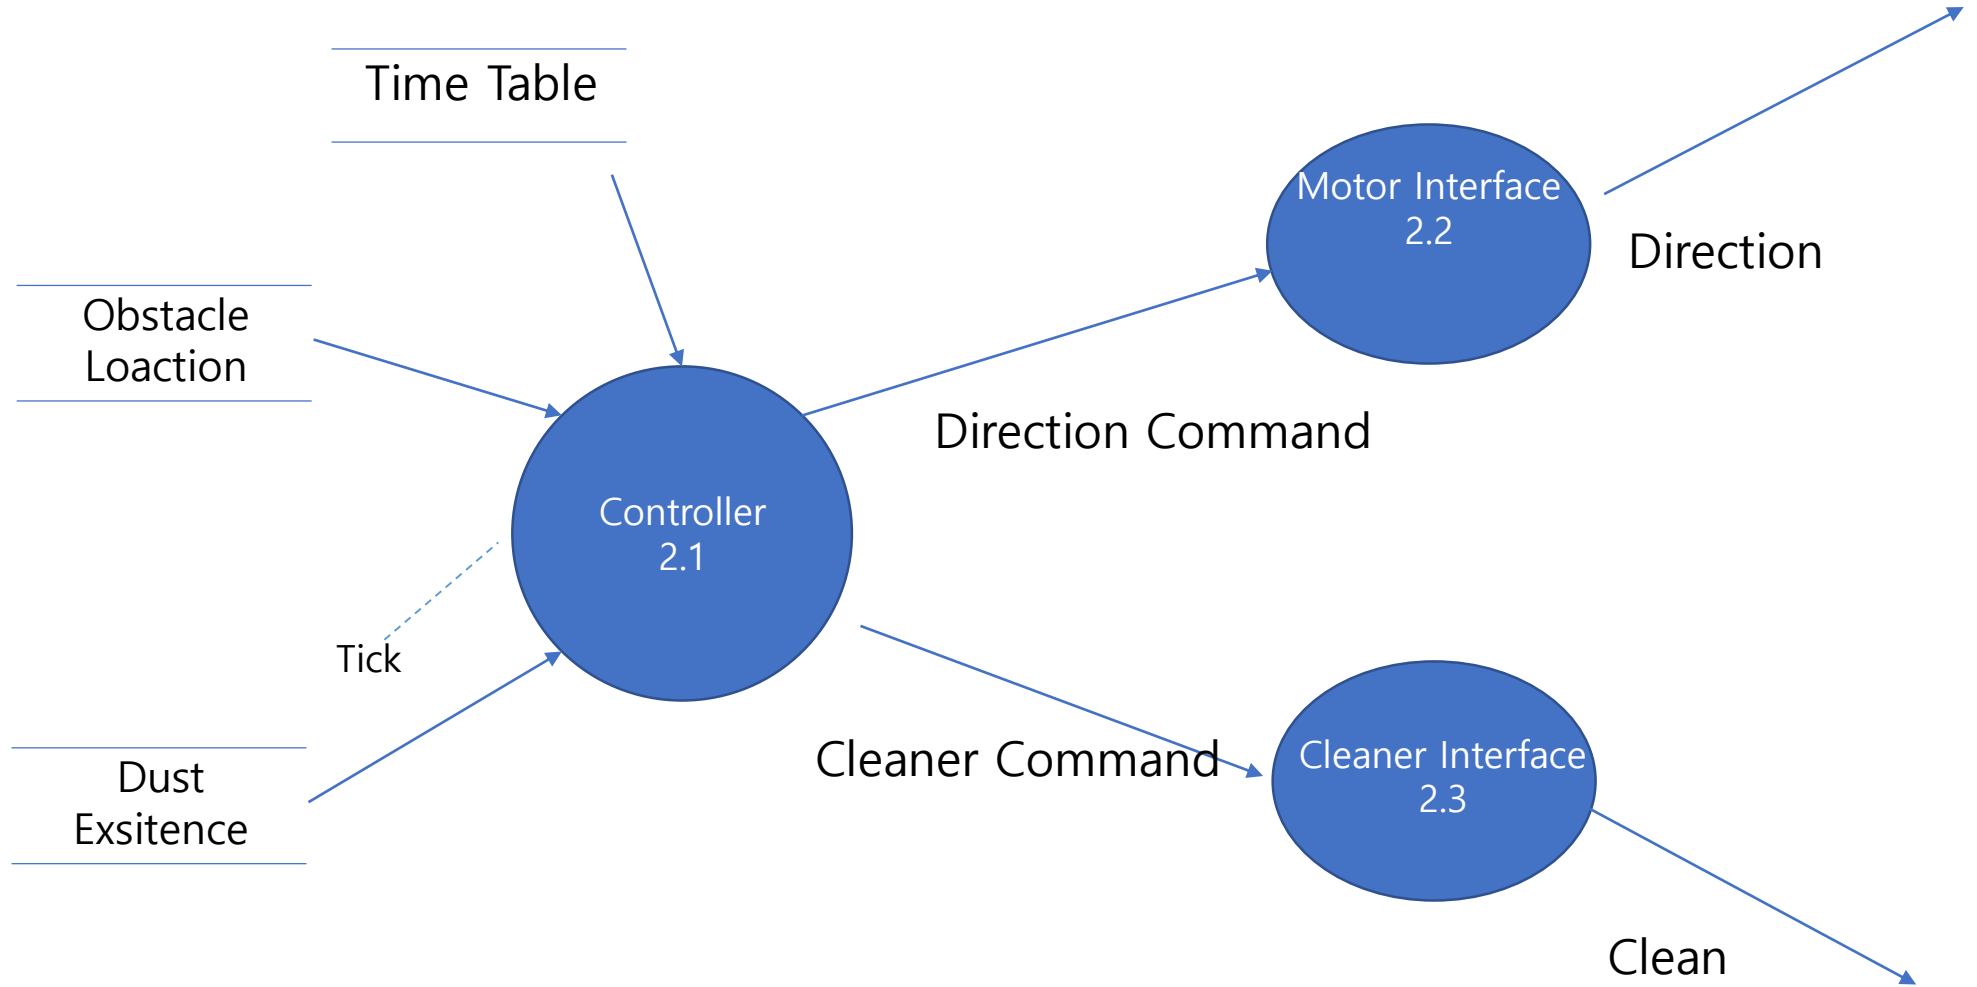 Time Table
Motor Interface
2.2
Direction
Obstacle
Loaction
Direction Command
Controller
2.1
Tick
Cleaner Command
Cleaner Interface
2.3
Dust
Exsitence
Clean